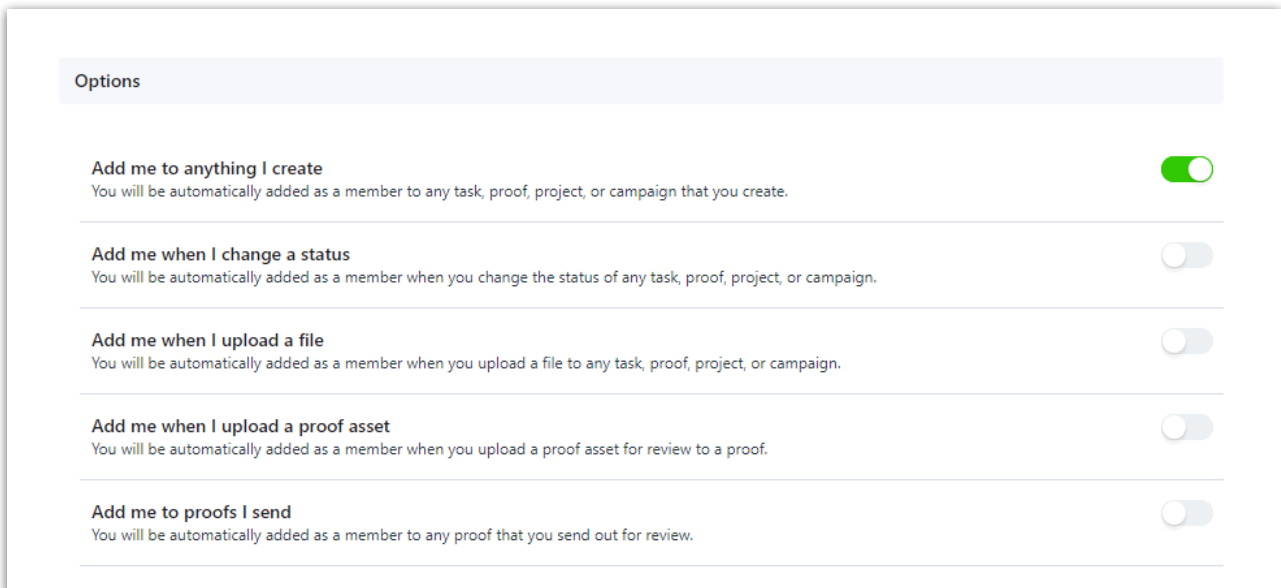 Options
Add me to anything I create
You will be automatically added as a member to any task, proof, project, or campaign that you create.
Add me when I change a status
You will be automatically added as a member when you change the status of any task, proof, project, or campaign.
Add me when I upload a file
You will be automatically added as a member when you upload a file to any task, proof, project, or campaign.
Add me when I upload a proof asset
You will be automatically added as a member when you upload a proof asset for review to a proof.
Add me to proofs I send
You will be automatically added as a member to any proof that you send out for review.